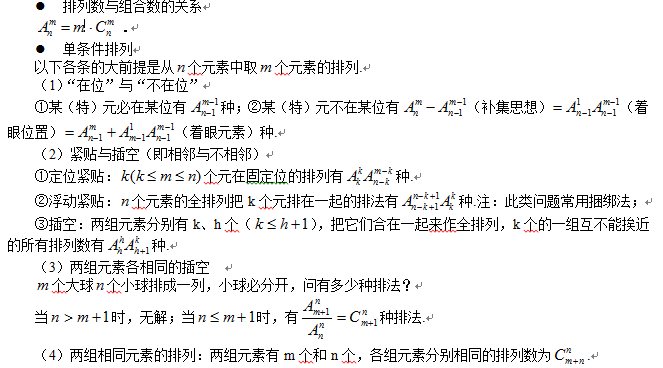 ● 排列数与组合数的关系
$A_n^m = m! \cdot C_n^m$ .
● 单条件排列
以下各条的大前提是从 $n$ 个元素中取 $m$ 个元素的排列.
(1)“在位”与“不在位”
①某(特)元必在某位有 $A_{n-1}^{m-1}$ 种;②某(特)元不在某位有 $A_n^m - A_{n-1}^{m-1}$(补集思想)$= A_{n-1}^1 A_{n-1}^{m-1}$(着
眼位置)$= A_{n-1}^m + A_{m-1}^1 A_{n-1}^{m-1}$(着眼元素)种.
(2)紧贴与插空(即相邻与不相邻)
①定位紧贴:$k(k \le m \le n)$ 个元在固定位的排列有 $A_k^k A_{n-k}^{m-k}$ 种.
②浮动紧贴:$n$ 个元素的全排列把 k 个元排在一起的排法有 $A_{n-k+1}^{n-k+1} A_k^k$ 种.注:此类问题常用捆绑法;
③插空:两组元素分别有 k、h 个($k \le h+1$),把它们合在一起来作全排列,k 个的一组互不能挨近
的所有排列数有 $A_h^h A_{h+1}^k$ 种.
(3)两组元素各相同的插空
$m$ 个大球 $n$ 个小球排成一列,小球必分开,问有多少种排法?
当 $n > m+1$ 时,无解;当 $n \le m+1$ 时,有 $\frac{A_{m+1}^n}{A_n^n} = C_{m+1}^n$ 种排法.
(4)两组相同元素的排列:两组元素有 m 个和 n 个,各组元素分别相同的排列数为 $C_{m+n}^n$ .